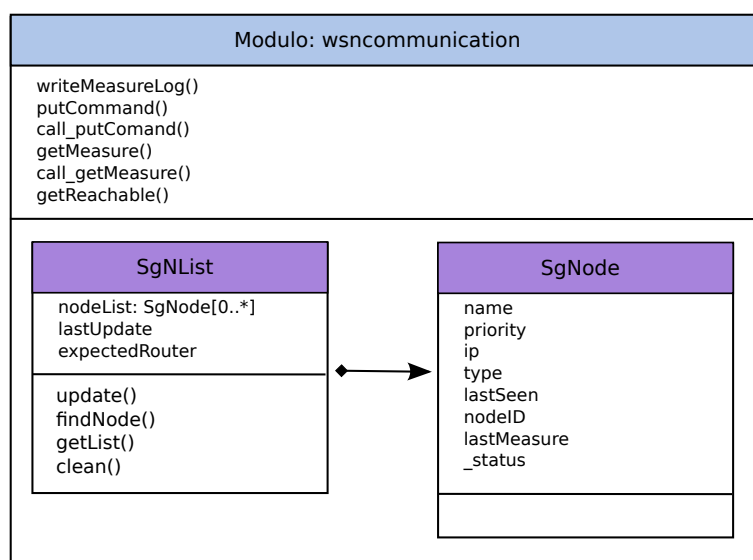 Modulo: wsncommunication
writeMeasureLog()
putCommand()
call_putComand()
getMeasure()
call_getMeasure()
getReachable()
SgNList
nodeList: SgNode[0..*]
lastUpdate
expectedRouter
update()
findNode()
getList()
clean()
SgNode
name
priority
ip
type
lastSeen
nodeID
lastMeasure
_status